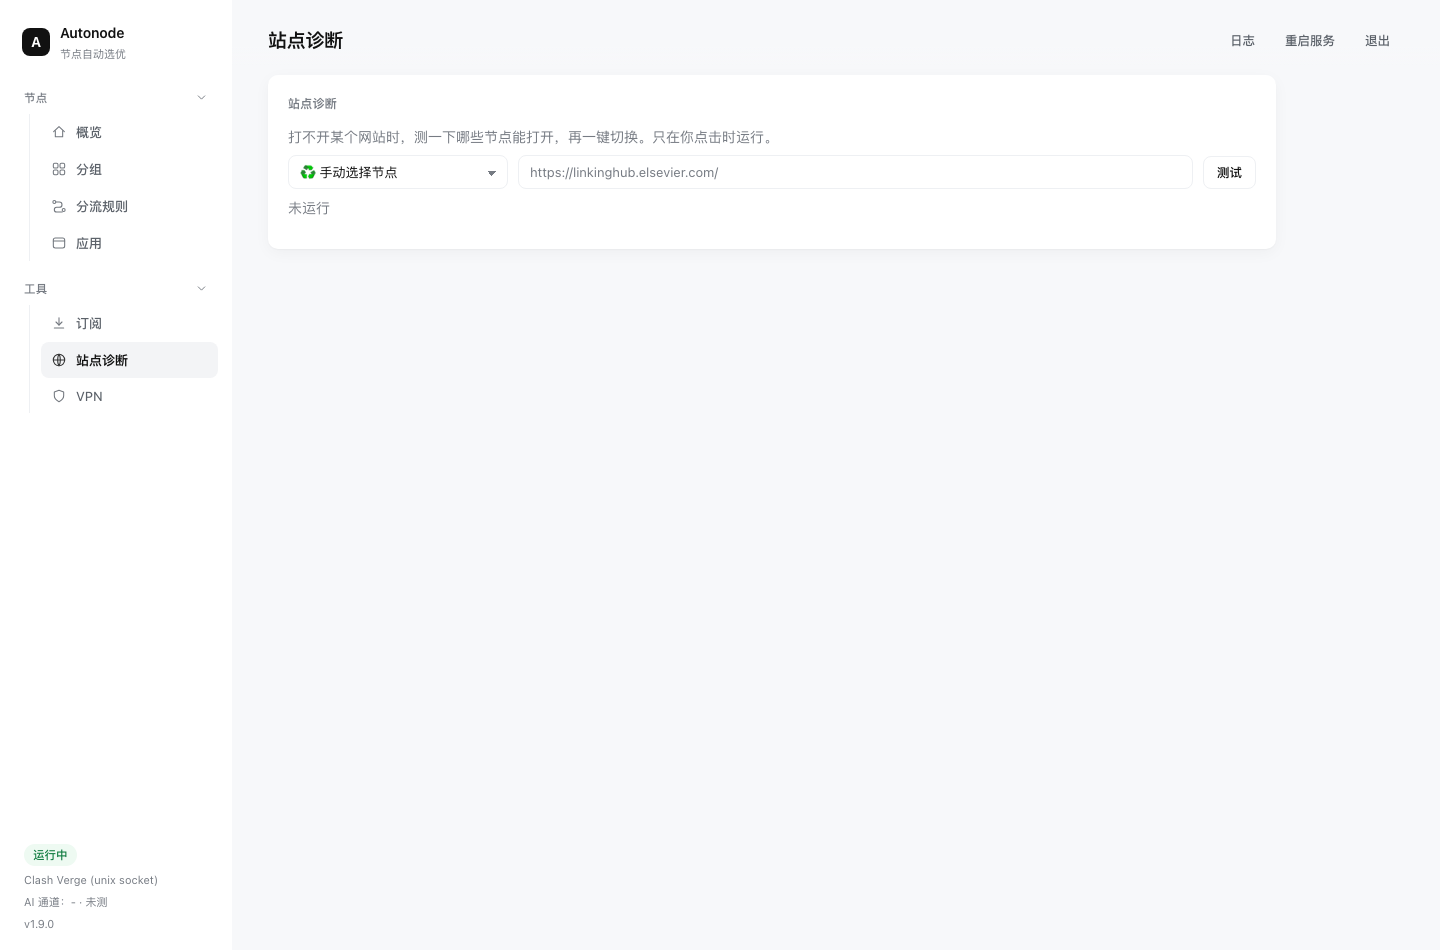 A
Autonode
节点自动选优
节点
概览
分组
分流规则
应用
工具
订阅
站点诊断
VPN
运行中
Clash Verge (unix socket)
AI 通道：- · 未测
v1.9.0
站点诊断
日志 重启服务 退出
站点诊断
打不开某个网站时，测一下哪些节点能打开，再一键切换。只在你点击时运行。
♻️ 手动选择节点 https://linkinghub.elsevier.com/ 测试
未运行